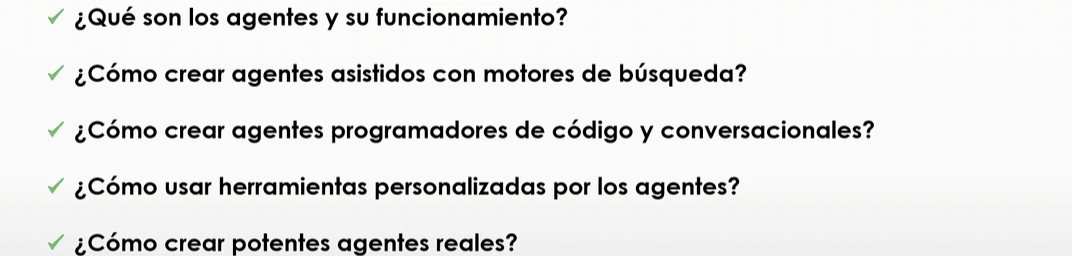 ¿Qué son los agentes y su funcionamiento?
¿Cómo crear agentes asistidos con motores de búsqueda?
¿Cómo crear agentes programadores de código y conversacionales?
¿Cómo usar herramientas personalizadas por los agentes?
¿Cómo crear potentes agentes reales?